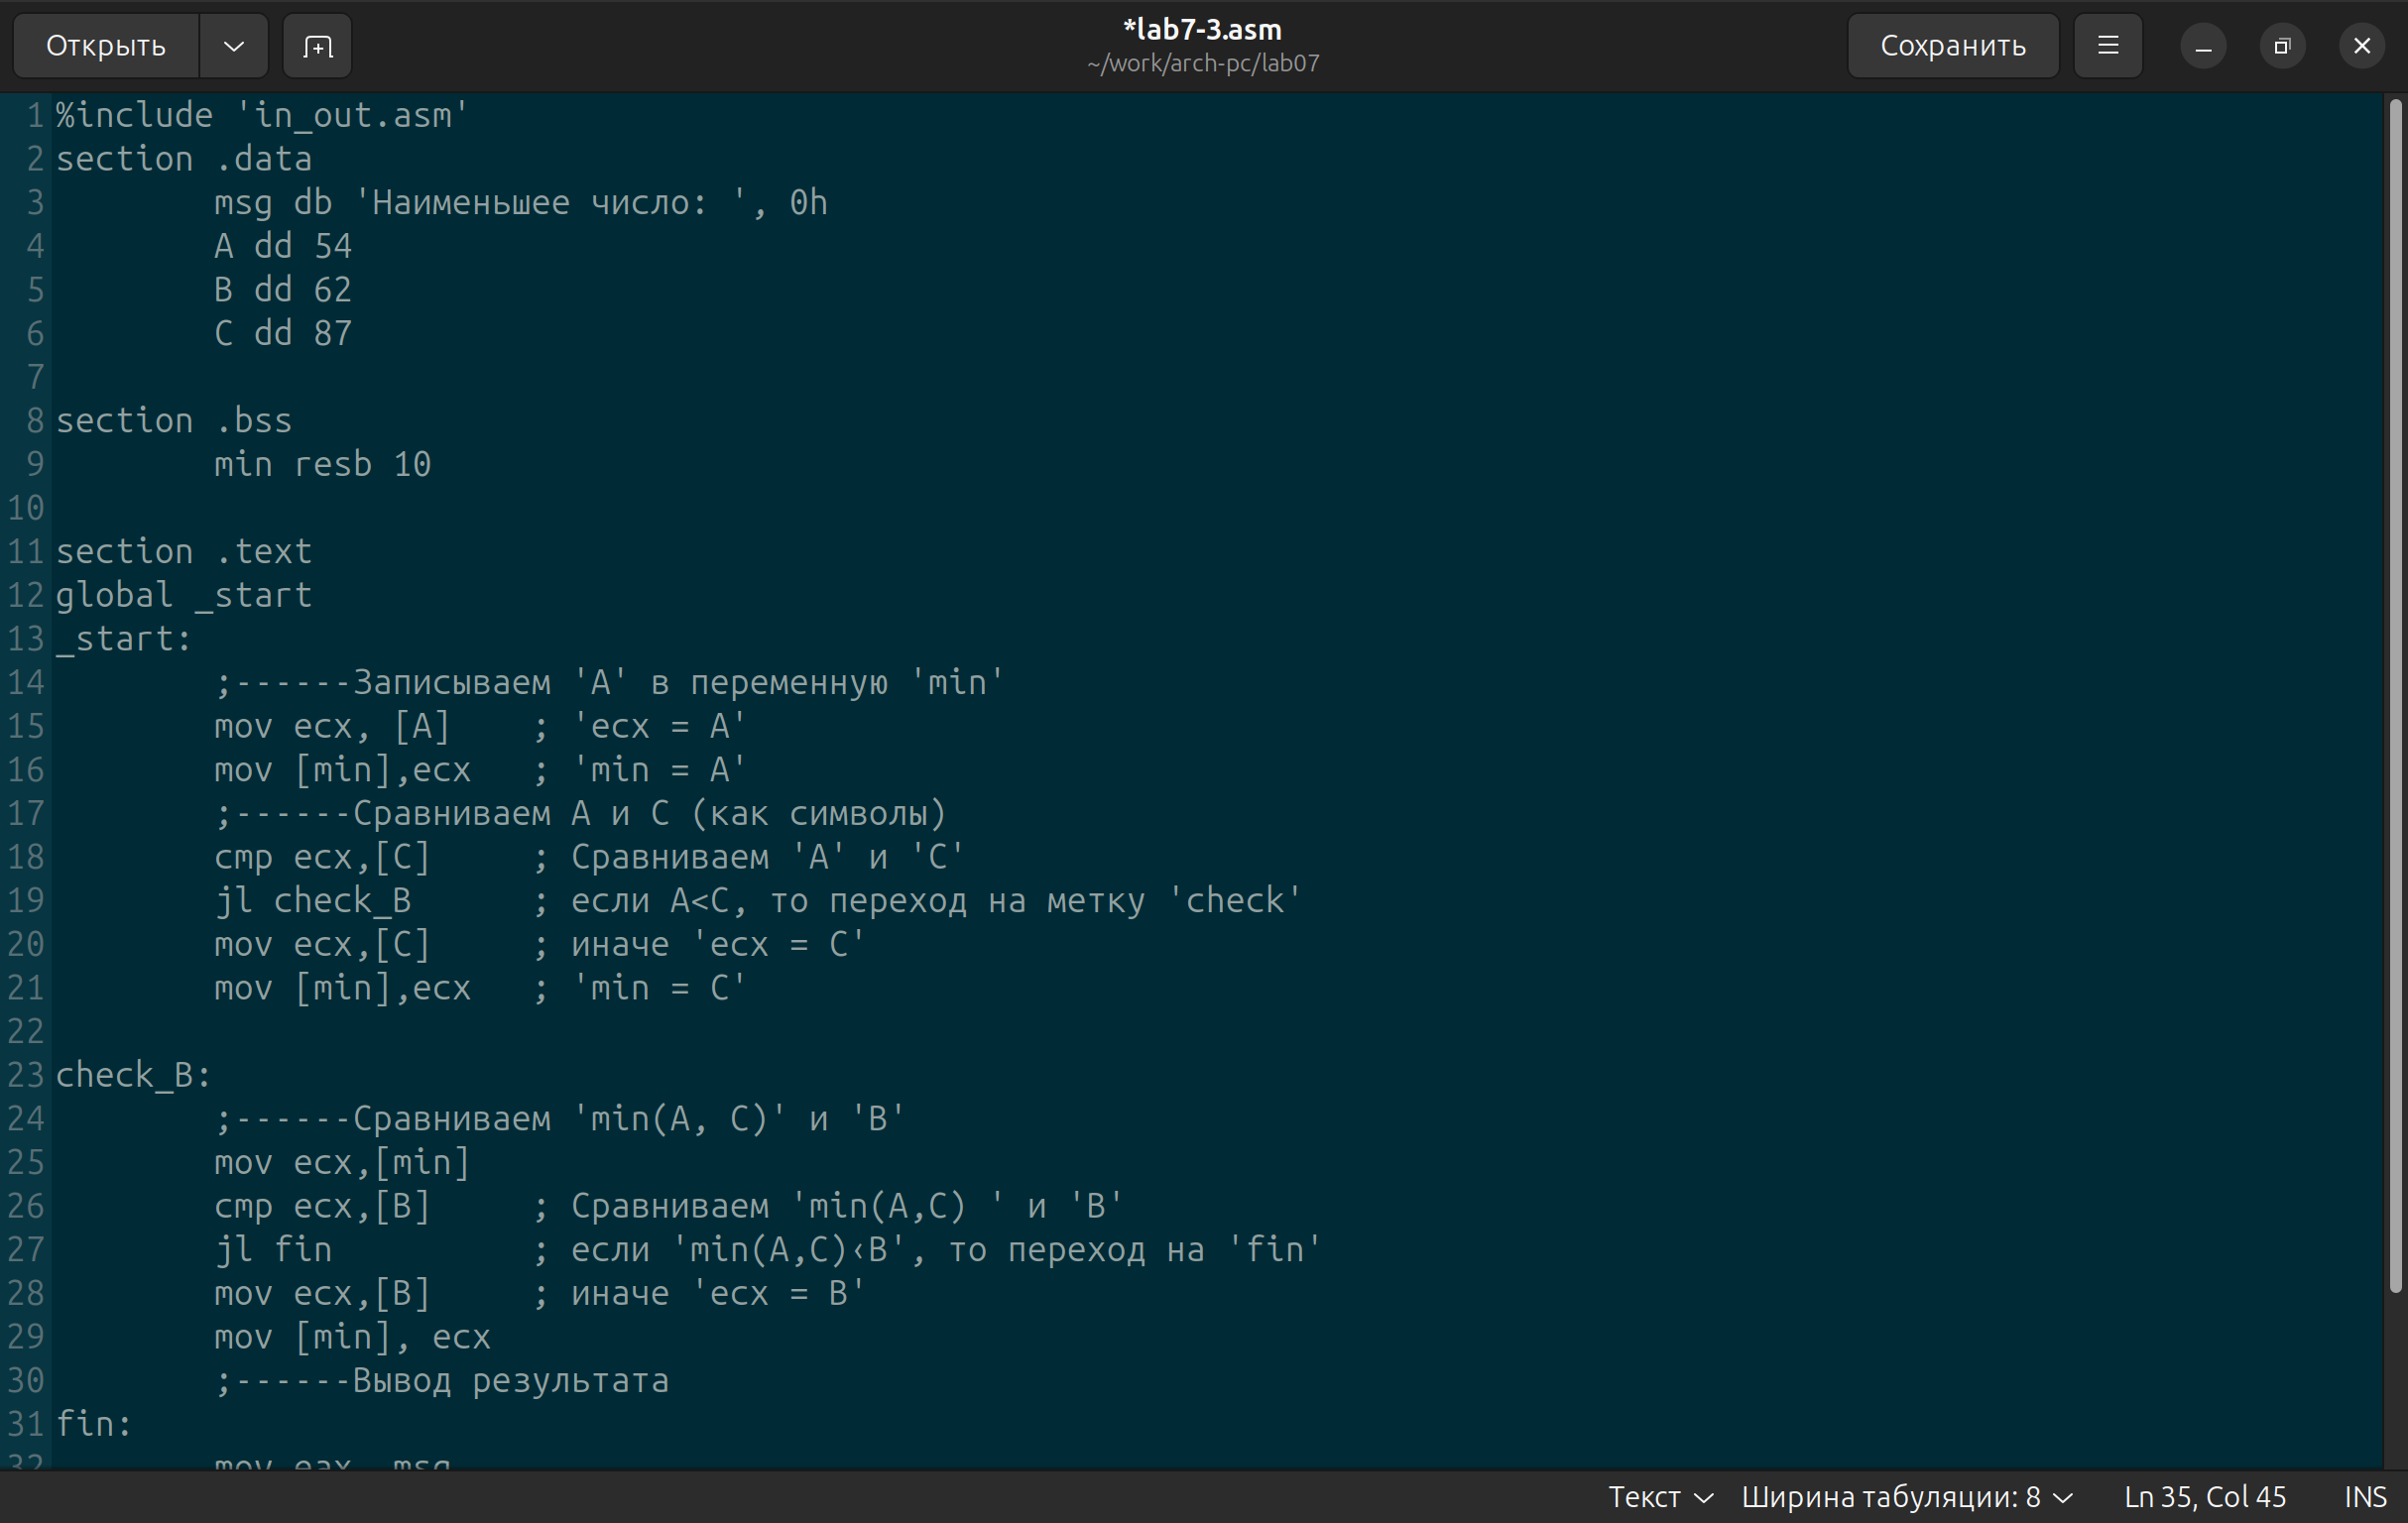 Открыть
*lab7-3.asm
~/work/arch-pc/lab07
Сохранить
1 %include 'in_out.asm'
2 section .data
3 msg db 'Наименьшее число: ', 0h
4 A dd 54
5 B dd 62
6 C dd 87
7
8 section .bss
9 min resb 10
10
11 section .text
12 global _start
13 _start:
14 ;------Записываем 'A' в переменную 'min'
15 mov ecx, [A] ; 'ecx = A'
16 mov [min],ecx ; 'min = A'
17 ;------Сравниваем A и C (как символы)
18 cmp ecx,[C] ; Сравниваем 'A' и 'C'
19 jl check_B ; если A<C, то переход на метку 'check'
20 mov ecx,[C] ; иначе 'ecx = C'
21 mov [min],ecx ; 'min = C'
22
23 check_B:
24 ;------Сравниваем 'min(A, C)' и 'B'
25 mov ecx,[min]
26 cmp ecx,[B] ; Сравниваем 'min(A,C) ' и 'B'
27 jl fin ; если 'min(A,C)‹B', то переход на 'fin'
28 mov ecx,[B] ; иначе 'ecx = B'
29 mov [min], ecx
30 ;------Вывод результата
31 fin:
32 mov eax, msg
Текст Ширина табуляции: 8 Ln 35, Col 45 INS